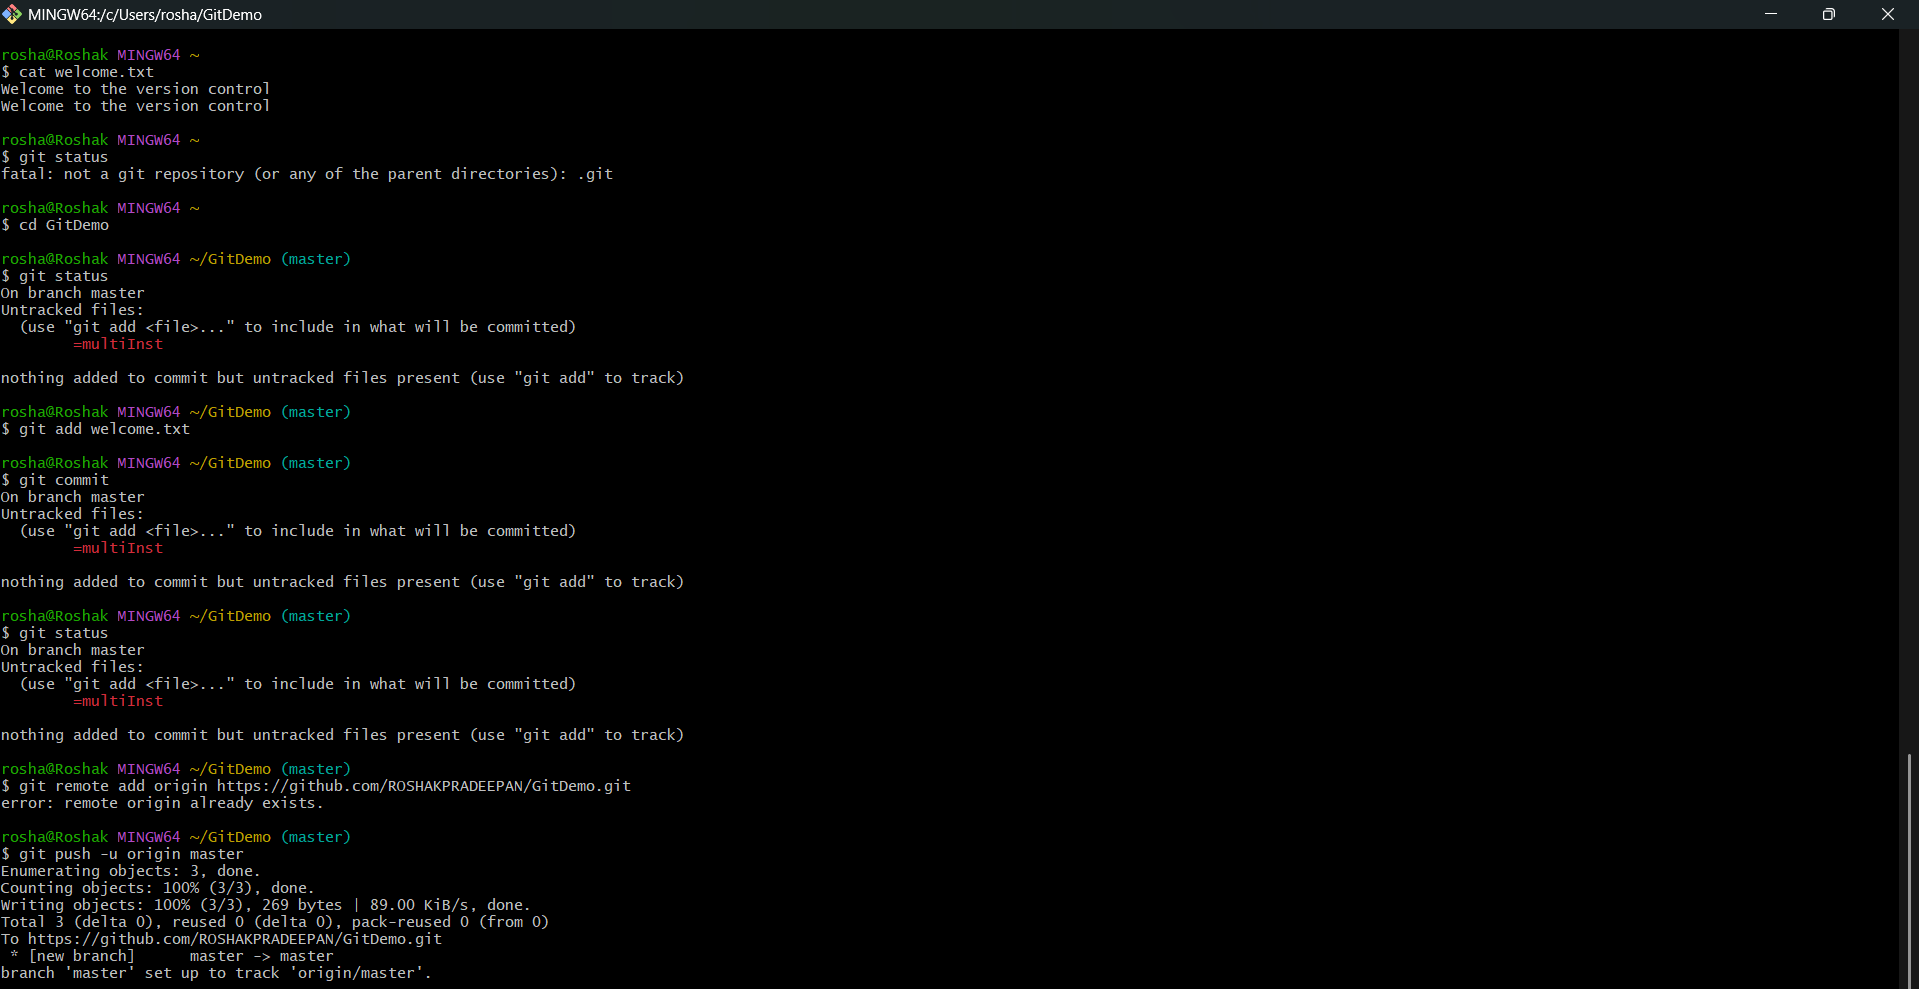 MINGW64:/c/Users/rosha/GitDemo
rosha@Roshak MINGW64 ~
$ cat welcome.txt
Welcome to the version control
Welcome to the version control
rosha@Roshak MINGW64 ~
$ git status
fatal: not a git repository (or any of the parent directories): .git
rosha@Roshak MINGW64 ~
$ cd GitDemo
rosha@Roshak MINGW64 ~/GitDemo (master)
$ git status
On branch master
Untracked files:
  (use "git add <file>..." to include in what will be committed)
        =multiInst
nothing added to commit but untracked files present (use "git add" to track)
rosha@Roshak MINGW64 ~/GitDemo (master)
$ git add welcome.txt
rosha@Roshak MINGW64 ~/GitDemo (master)
$ git commit
On branch master
Untracked files:
  (use "git add <file>..." to include in what will be committed)
        =multiInst
nothing added to commit but untracked files present (use "git add" to track)
rosha@Roshak MINGW64 ~/GitDemo (master)
$ git status
On branch master
Untracked files:
  (use "git add <file>..." to include in what will be committed)
        =multiInst
nothing added to commit but untracked files present (use "git add" to track)
rosha@Roshak MINGW64 ~/GitDemo (master)
$ git remote add origin https://github.com/ROSHAKPRADEEPAN/GitDemo.git
error: remote origin already exists.
rosha@Roshak MINGW64 ~/GitDemo (master)
$ git push -u origin master
Enumerating objects: 3, done.
Counting objects: 100% (3/3), done.
Writing objects: 100% (3/3), 269 bytes | 89.00 KiB/s, done.
Total 3 (delta 0), reused 0 (delta 0), pack-reused 0 (from 0)
To https://github.com/ROSHAKPRADEEPAN/GitDemo.git
 * [new branch]      master -> master
branch 'master' set up to track 'origin/master'.